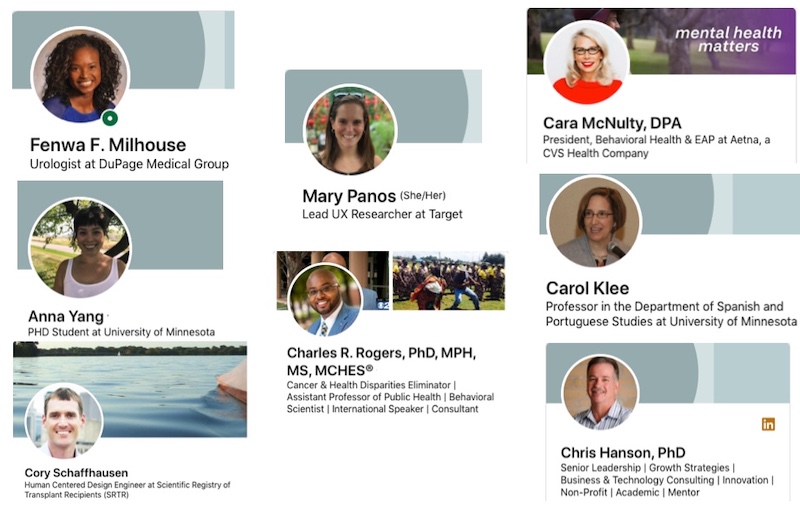 Fenwa F. Milhouse
Urologist at DuPage Medical Group
Anna Yang
PHD Student at University of Minnesota
Cory Schaffhausen
Human Centered Design Engineer at Scientific Registry of
Transplant Recipients (SRTR)
Mary Panos (She/Her)
Lead UX Researcher at Target
Charles R. Rogers, PhD, MPH,
MS, MCHES®
Cancer & Health Disparities Eliminator |
Assistant Professor of Public Health | Behavioral
Scientist | International Speaker | Consultant
mental health
matters
Cara McNulty, DPA
President, Behavioral Health & EAP at Aetna, a
CVS Health Company
Carol Klee
Professor in the Department of Spanish and
Portuguese Studies at University of Minnesota
in
Chris Hanson, PhD
Senior Leadership | Growth Strategies |
Business & Technology Consulting | Innovation |
Non-Profit | Academic | Mentor